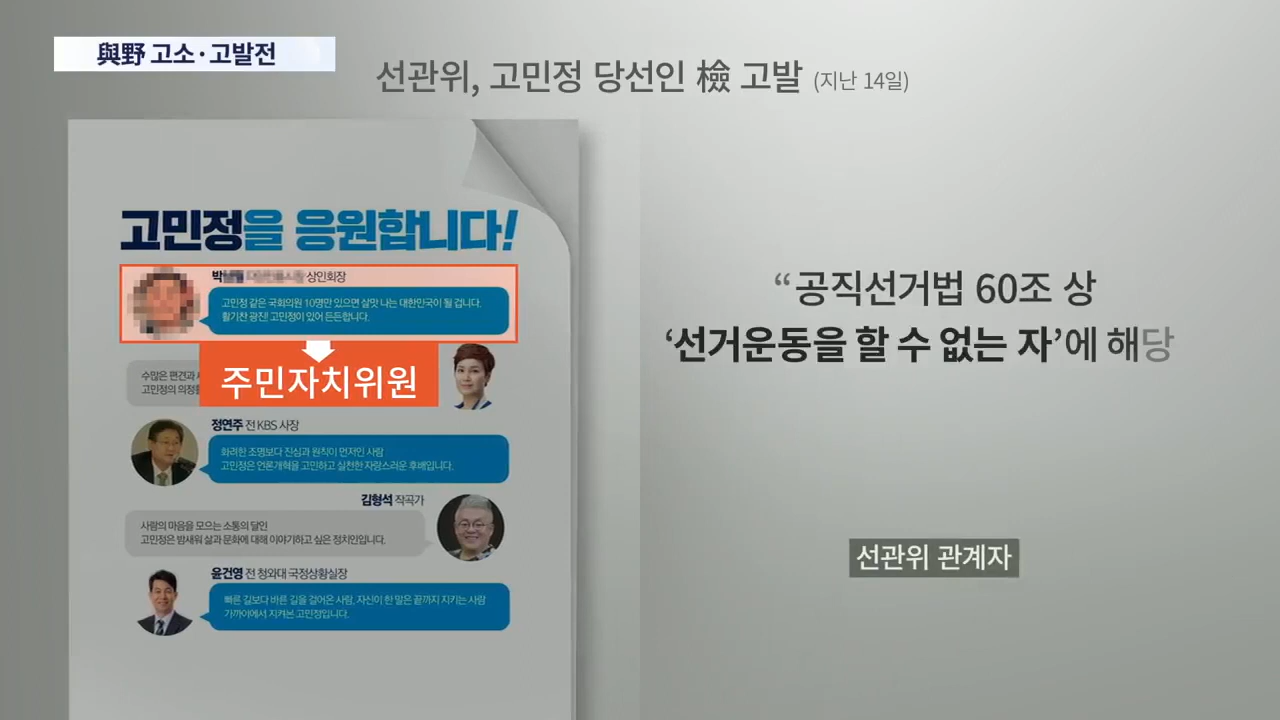 與野 고소·고발전
선관위, 고민정 당선인 檢 고발 (지난 14일)
고민정을 응원합니다!
박 상인회장
고민정 같은 국회의원 10명만 있으면 살맛 나는 대한민국이 될 겁니다.
활기찬 광진! 고민정이 있어 든든합니다.
주민자치위원
수많은 편견과
고민정의 의정
정연주 전 KBS 사장
화려한 조명보다 진심과 원칙이 먼저인 사람
고민정은 언론개혁을 고민하고 실천한 자랑스러운 후배입니다.
김형석 작곡가
사람의 마음을 모으는 소통의 달인
고민정은 밤새워 삶과 문화에 대해 이야기하고 싶은 정치인입니다.
윤건영 전 청와대 국정상황실장
빠른 길보다 바른 길을 걸어온 사람, 자신이 한 말은 끝까지 지키는 사람
가까이에서 지켜본 고민정입니다.
“공직선거법 60조 상
‘선거운동을 할 수 없는 자’에 해당
선관위 관계자